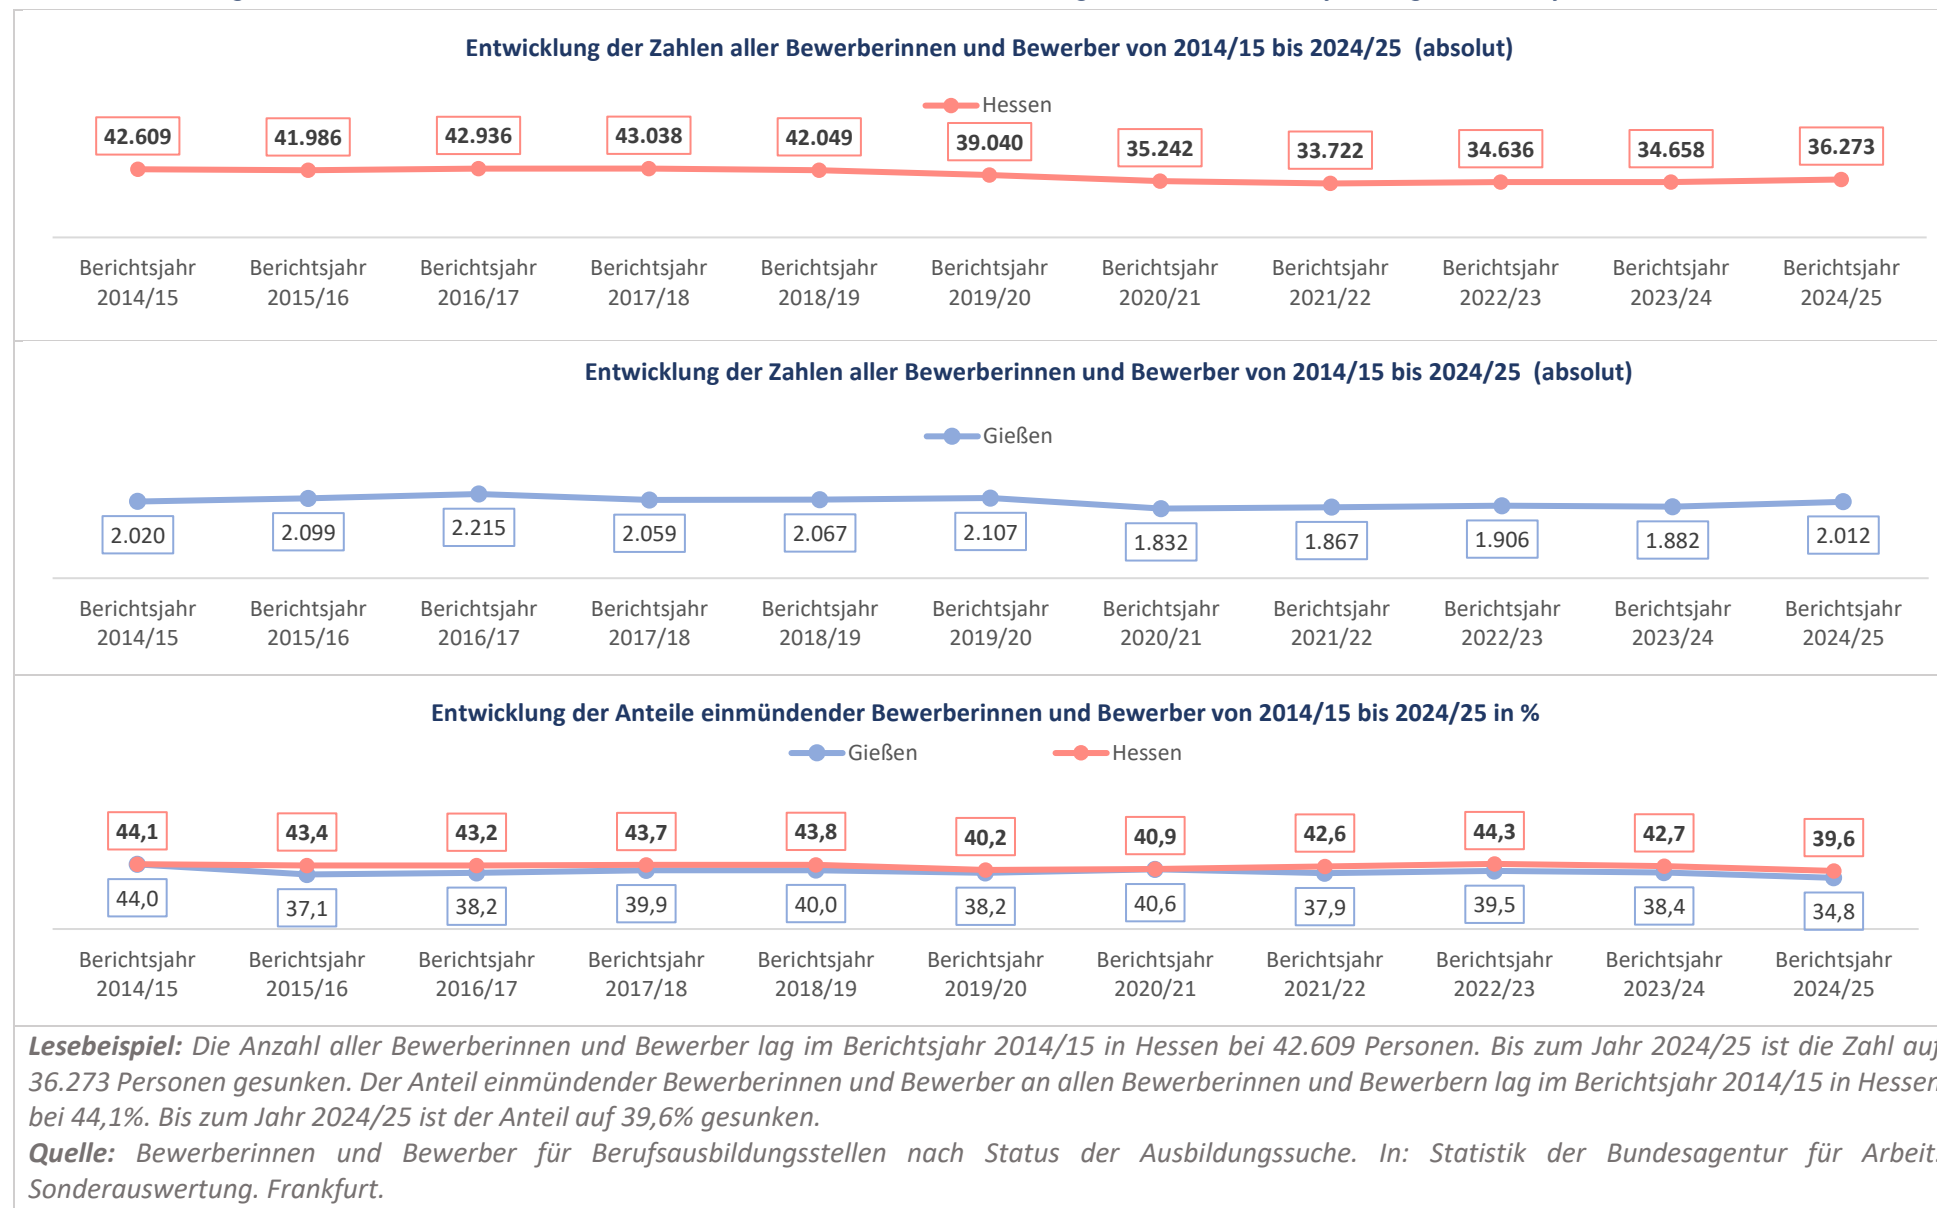 Entwicklung der Zahlen aller Bewerberinnen und Bewerber von 2014/15 bis 2024/25 (absolut)
Hessen
42.609 41.986 42.936 43.038 42.049 39.040 35.242 33.722 34.636 34.658 36.273
Berichtsjahr Berichtsjahr Berichtsjahr Berichtsjahr Berichtsjahr Berichtsjahr Berichtsjahr Berichtsjahr Berichtsjahr Berichtsjahr Berichtsjahr
2014/15 2015/16 2016/17 2017/18 2018/19 2019/20 2020/21 2021/22 2022/23 2023/24 2024/25
Entwicklung der Zahlen aller Bewerberinnen und Bewerber von 2014/15 bis 2024/25 (absolut)
Gießen
2.020 2.099 2.215 2.059 2.067 2.107 1.832 1.867 1.906 1.882 2.012
Berichtsjahr Berichtsjahr Berichtsjahr Berichtsjahr Berichtsjahr Berichtsjahr Berichtsjahr Berichtsjahr Berichtsjahr Berichtsjahr Berichtsjahr
2014/15 2015/16 2016/17 2017/18 2018/19 2019/20 2020/21 2021/22 2022/23 2023/24 2024/25
Entwicklung der Anteile einmündender Bewerberinnen und Bewerber von 2014/15 bis 2024/25 in %
Gießen Hessen
44,1 43,4 43,2 43,7 43,8 40,2 40,9 42,6 44,3 42,7 39,6
44,0 37,1 38,2 39,9 40,0 38,2 40,6 37,9 39,5 38,4 34,8
Berichtsjahr Berichtsjahr Berichtsjahr Berichtsjahr Berichtsjahr Berichtsjahr Berichtsjahr Berichtsjahr Berichtsjahr Berichtsjahr Berichtsjahr
2014/15 2015/16 2016/17 2017/18 2018/19 2019/20 2020/21 2021/22 2022/23 2023/24 2024/25
Lesebeispiel: Die Anzahl aller Bewerberinnen und Bewerber lag im Berichtsjahr 2014/15 in Hessen bei 42.609 Personen. Bis zum Jahr 2024/25 ist die Zahl auf
36.273 Personen gesunken. Der Anteil einmündender Bewerberinnen und Bewerber an allen Bewerberinnen und Bewerbern lag im Berichtsjahr 2014/15 in Hessen
bei 44,1%. Bis zum Jahr 2024/25 ist der Anteil auf 39,6% gesunken.
Quelle: Bewerberinnen und Bewerber für Berufsausbildungsstellen nach Status der Ausbildungssuche. In: Statistik der Bundesagentur für Arbeit.
Sonderauswertung. Frankfurt.